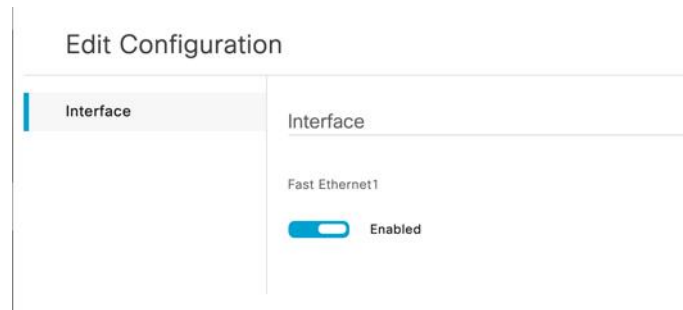 Edit Configuration
Interface
Interface
Fast Ethernet1
Enabled